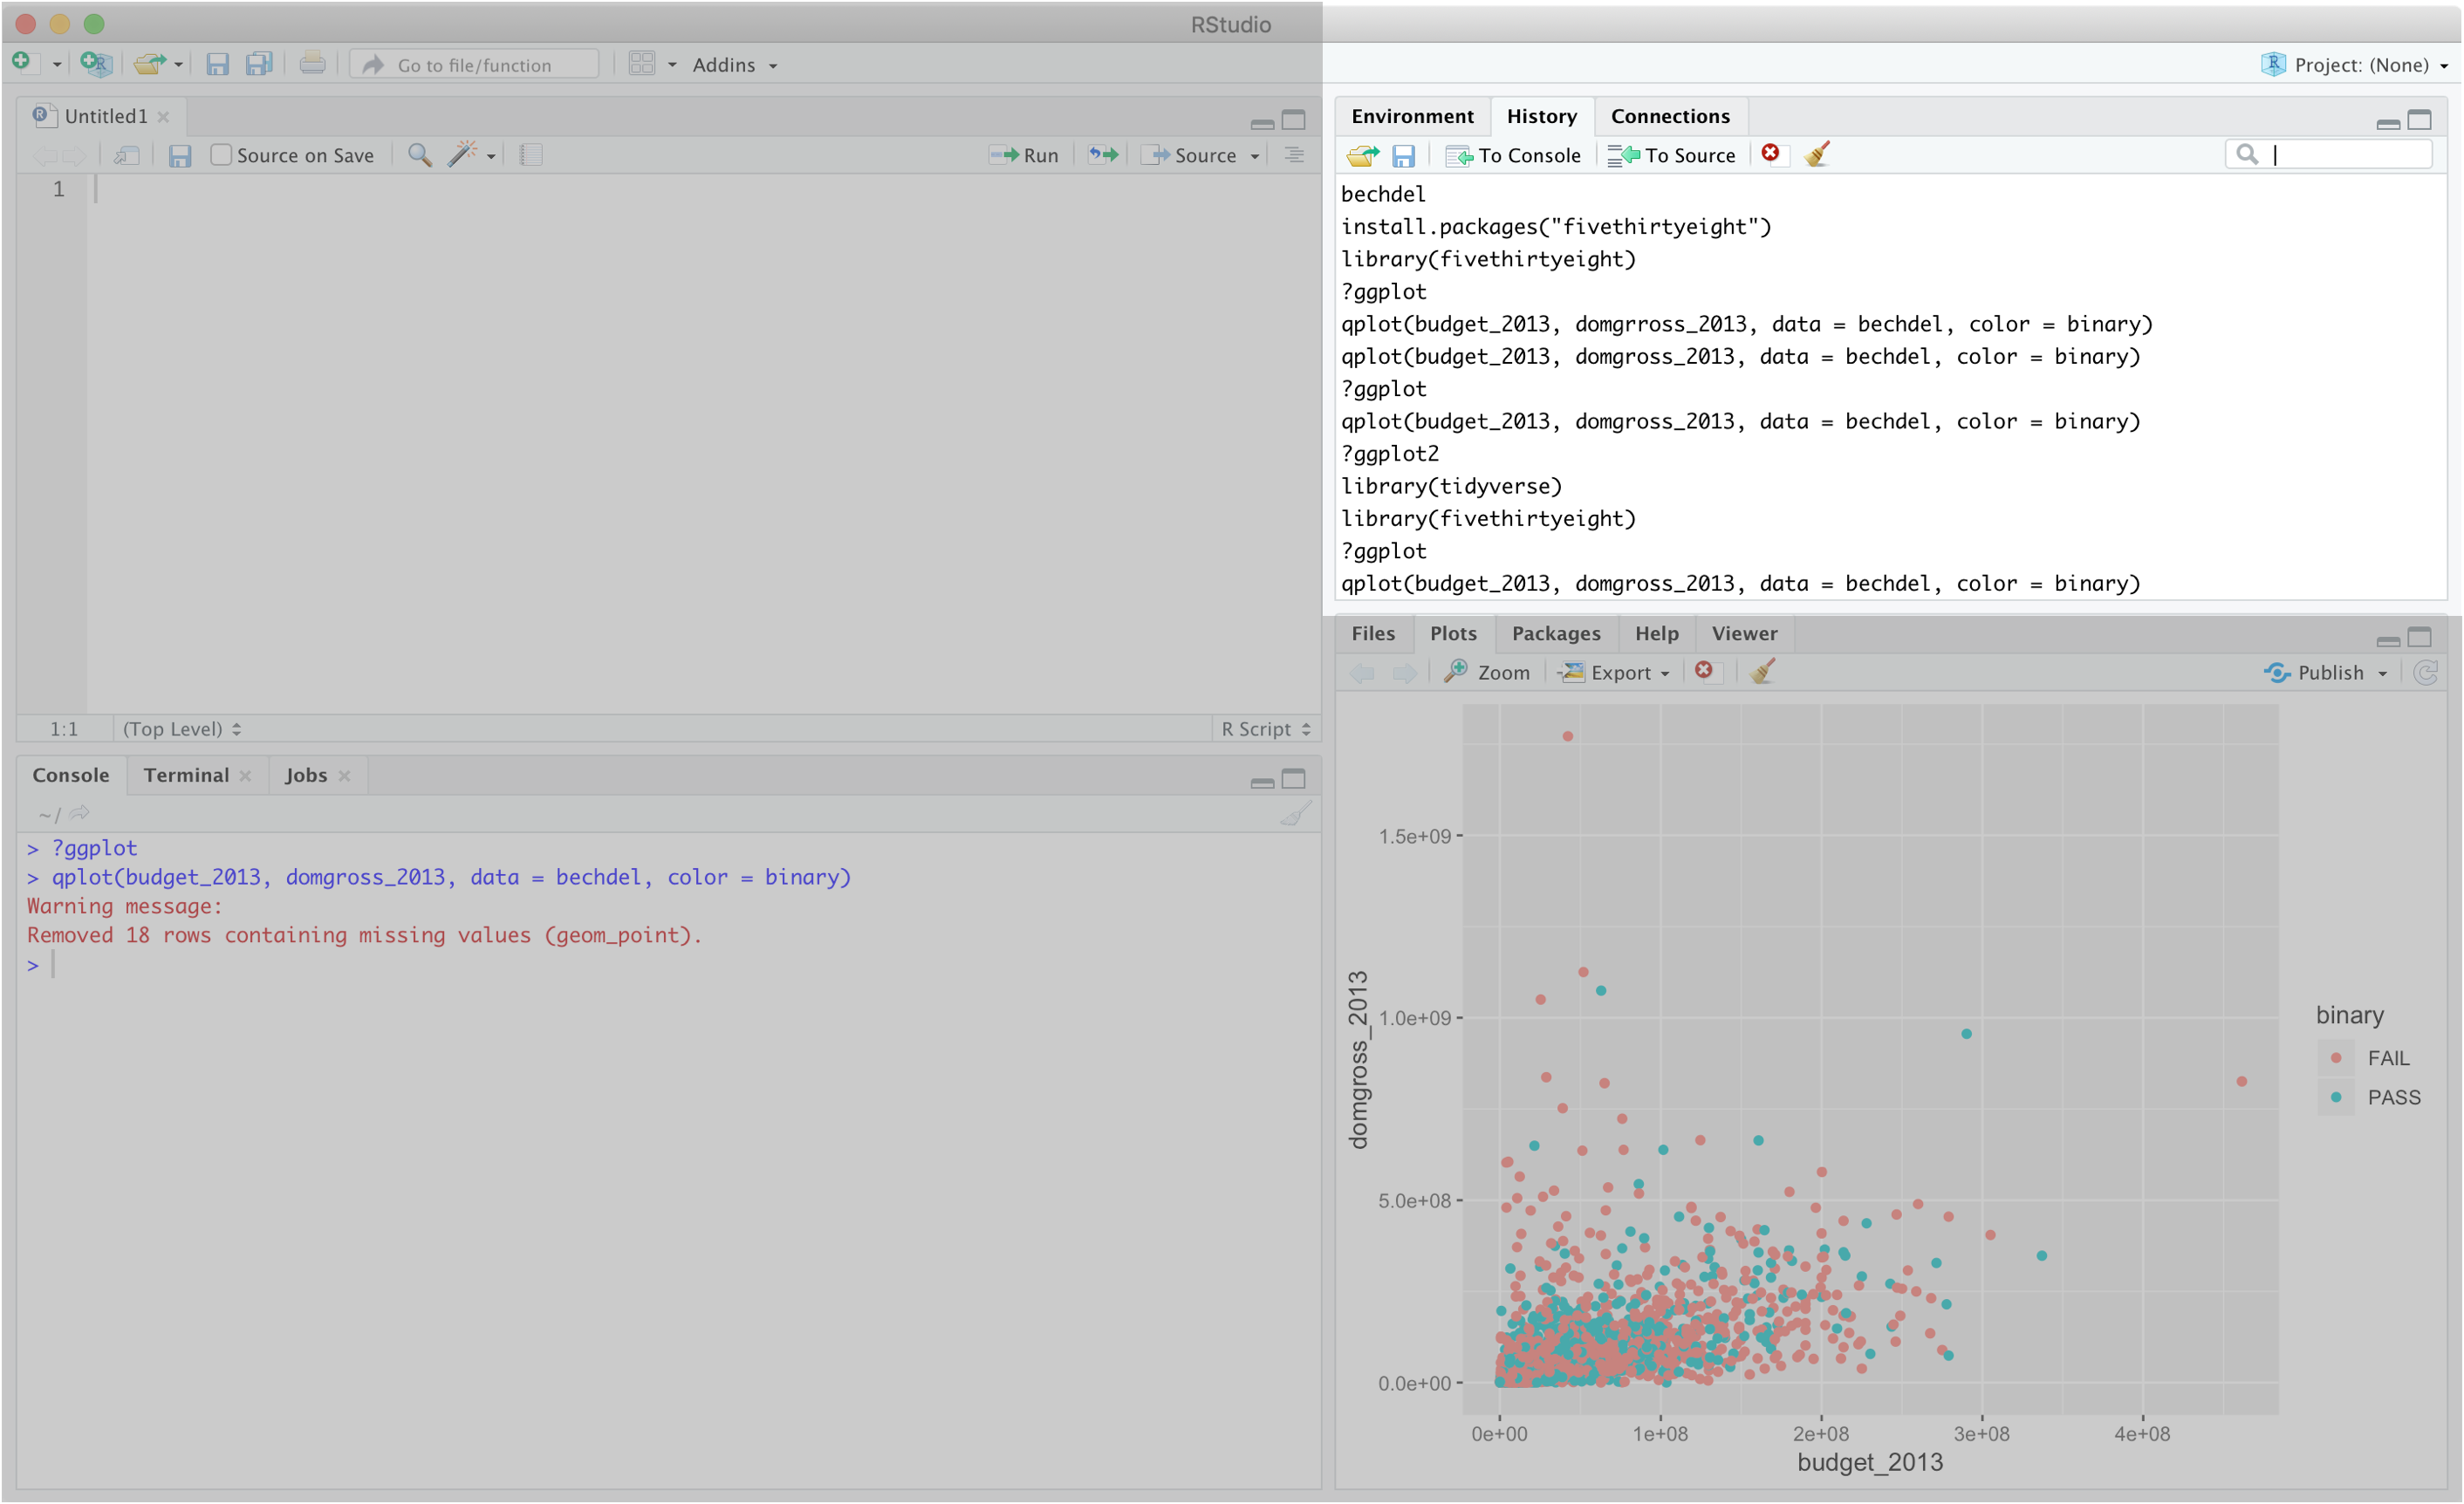 RStudio
Go to file/function
Addins
Project: (None)
Untitled1
Source on Save
Run
Source
1
1:1
(Top Level)
R Script
Console
Terminal
Jobs
~/
> ?ggplot
> qplot(budget_2013, domgross_2013, data = bechdel, color = binary)
Warning message:
Removed 18 rows containing missing values (geom_point).
>
Environment
History
Connections
To Console
To Source
bechdel
install.packages("fivethirtyeight")
library(fivethirtyeight)
?ggplot
qplot(budget_2013, domgrross_2013, data = bechdel, color = binary)
qplot(budget_2013, domgross_2013, data = bechdel, color = binary)
?ggplot
qplot(budget_2013, domgross_2013, data = bechdel, color = binary)
?ggplot2
library(tidyverse)
library(fivethirtyeight)
?ggplot
qplot(budget_2013, domgross_2013, data = bechdel, color = binary)
Files
Plots
Packages
Help
Viewer
Zoom
Export
Publish
domgross_2013
1.5e+09
1.0e+09
5.0e+08
0.0e+00
0e+00
1e+08
2e+08
3e+08
4e+08
budget_2013
binary
FAIL
PASS